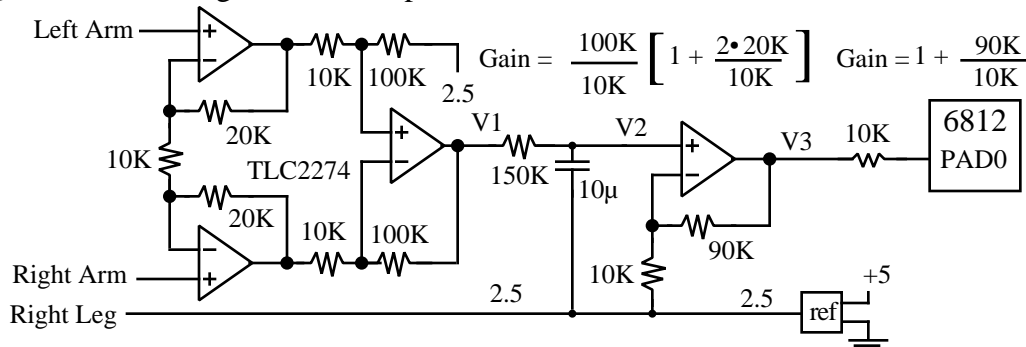 Left Arm
10K
100K
2.5
Gain = 100K/10K [ 1 + 2•20K/10K ]
Gain = 1 + 90K/10K
20K
10K
TLC2274
V1
150K
V2
10µ
V3
10K
6812
PAD0
20K
10K
100K
90K
10K
Right Arm
Right Leg
2.5
2.5
ref
+5